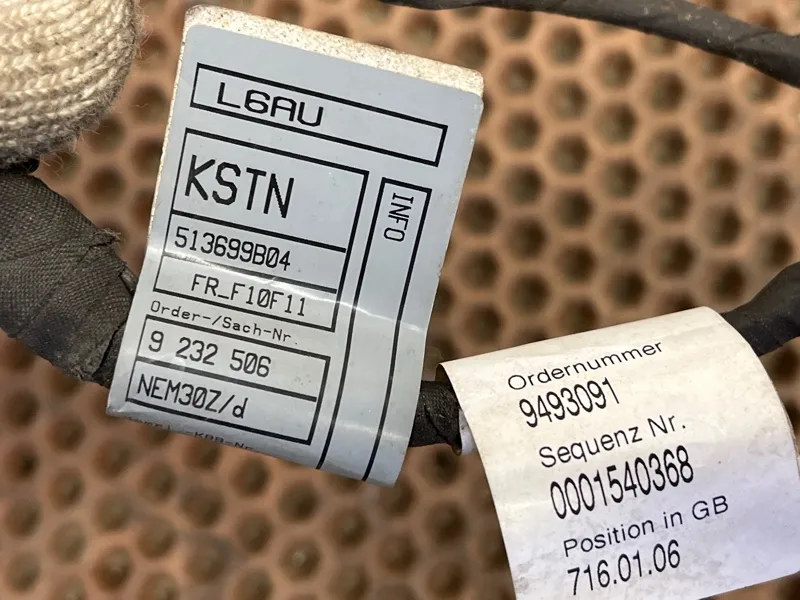 L6AU
KSTN
INFO
513699B04
FR_F10F11
Order-/Sach-Nr.
9 232 506
NEM30Z/d
Ordernummer
9493091
Sequenz Nr.
0001540368
Position in GB
716.01.06